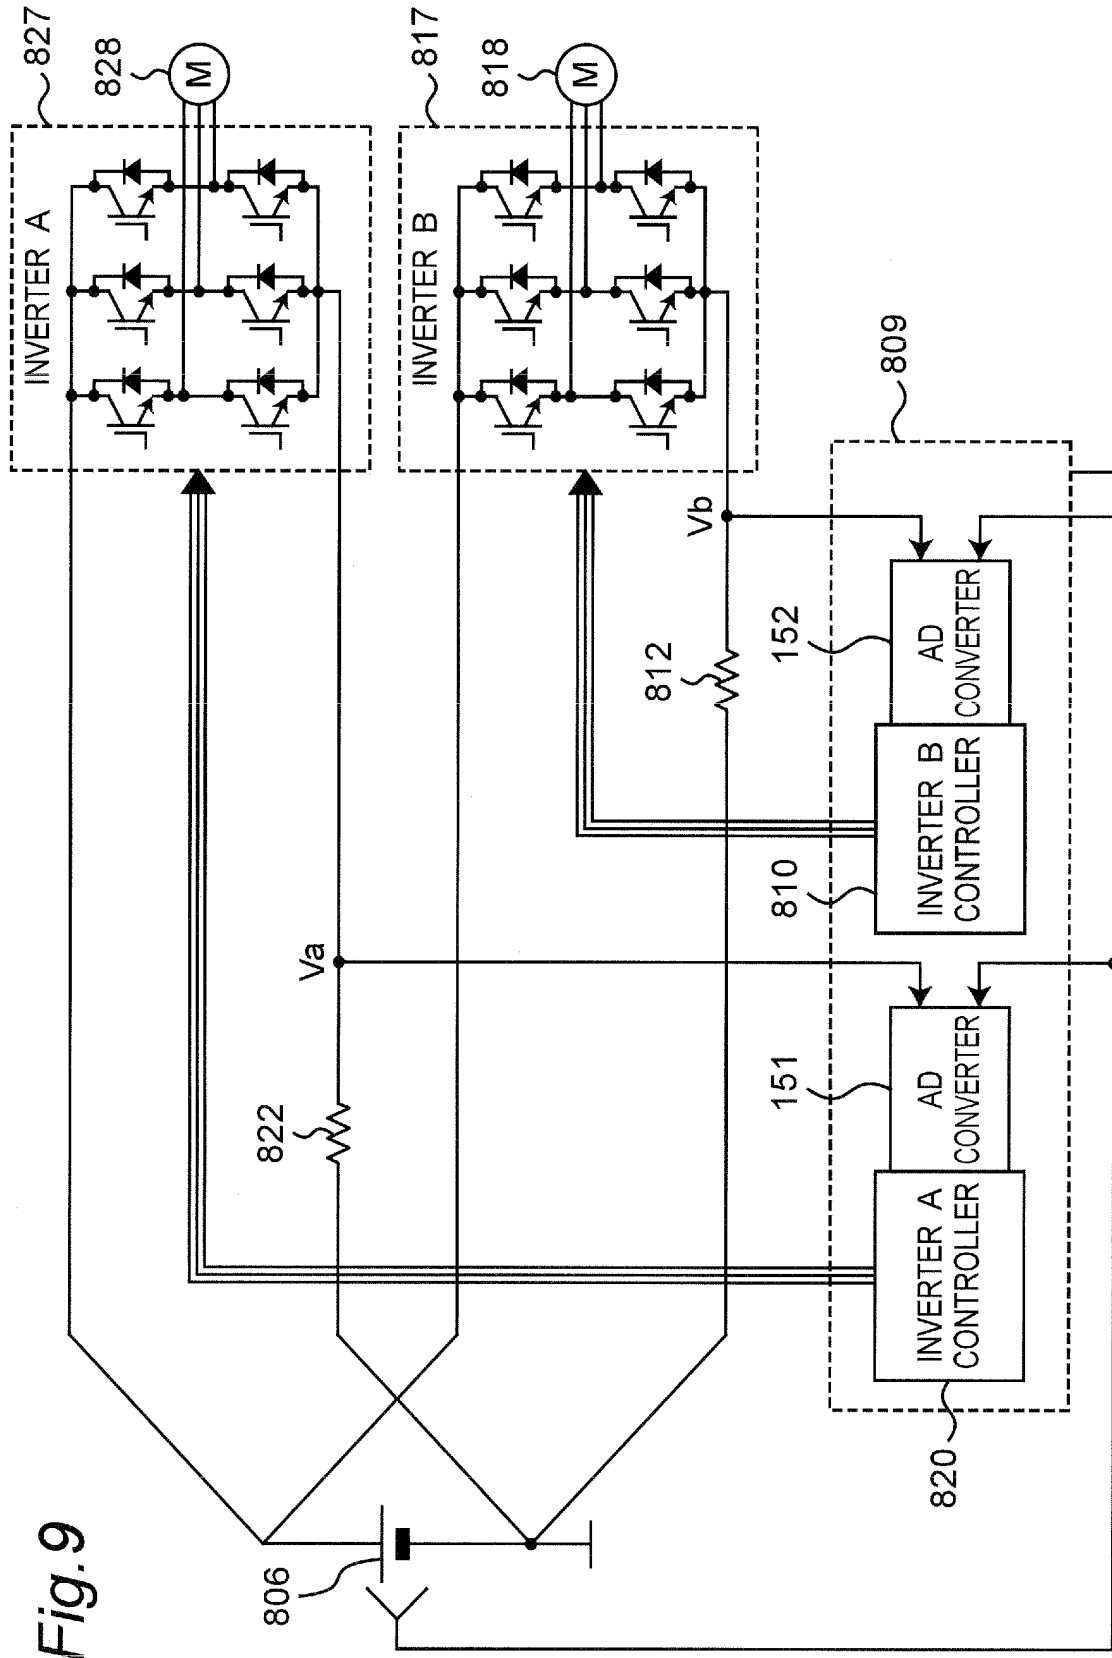 Fig.9
806
827
INVERTER A
828
M
822
Va
817
INVERTER B
818
M
812
Vb
809
820
INVERTER A
CONTROLLER
151
AD
CONVERTER
810
INVERTER B
CONTROLLER
152
AD
CONVERTER